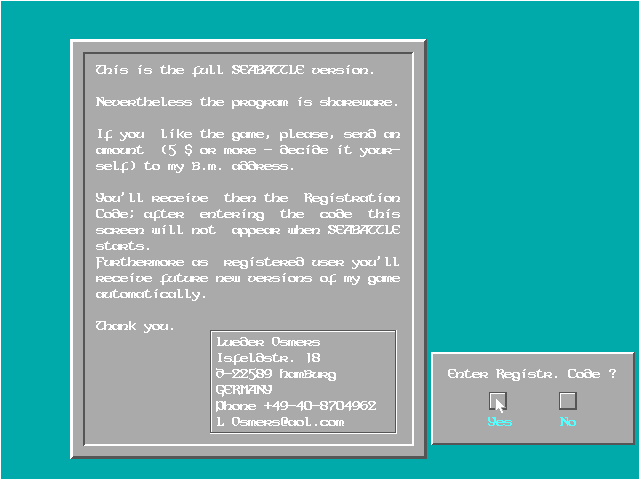 This is the full SEABATTLE version.
Nevertheless the program is shareware.
If you like the game, please, send an
amount (5 $ or more - decide it your-
self) to my B.m. address.
You'll receive then the Registration
Code; after entering the code this
screen will not appear when SEABATTLE
starts.
Furthermore as registered user you'll
receive future new versions of my game
automatically.
Thank you.
Lueder Osmers
Isfeldstr. 18
D-22589 Hamburg
GERMANY
Phone +49-40-8704962
L Osmers@aol.com
Enter Registr. Code ?
Yes No